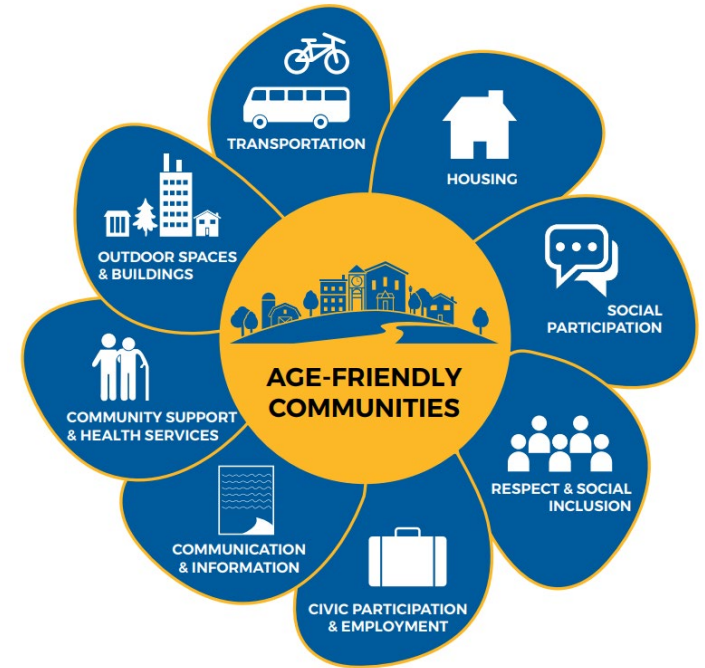 TRANSPORTATION
HOUSING
SOCIAL
PARTICIPATION
RESPECT & SOCIAL
INCLUSION
CIVIC PARTICIPATION
& EMPLOYMENT
COMMUNICATION
& INFORMATION
COMMUNITY SUPPORT
& HEALTH SERVICES
OUTDOOR SPACES
& BUILDINGS
AGE-FRIENDLY
COMMUNITIES